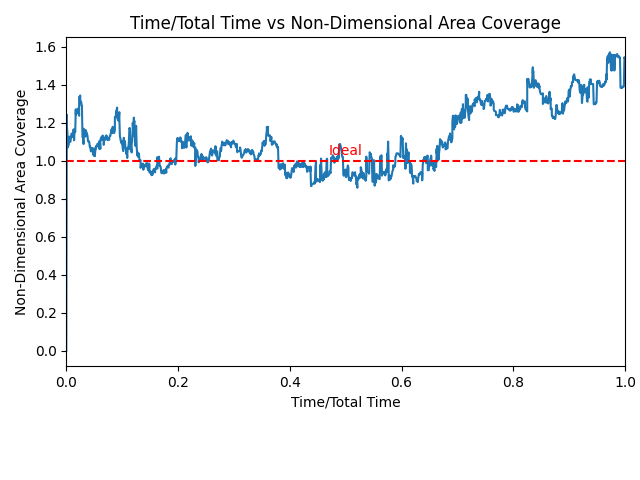 Time/Total Time vs Non-Dimensional Area Coverage
Non-Dimensional Area Coverage
1.6
1.4
1.2
1.0
0.8
0.6
0.4
0.2
0.0
Ideal
0.0 0.2 0.4 0.6 0.8 1.0
Time/Total Time